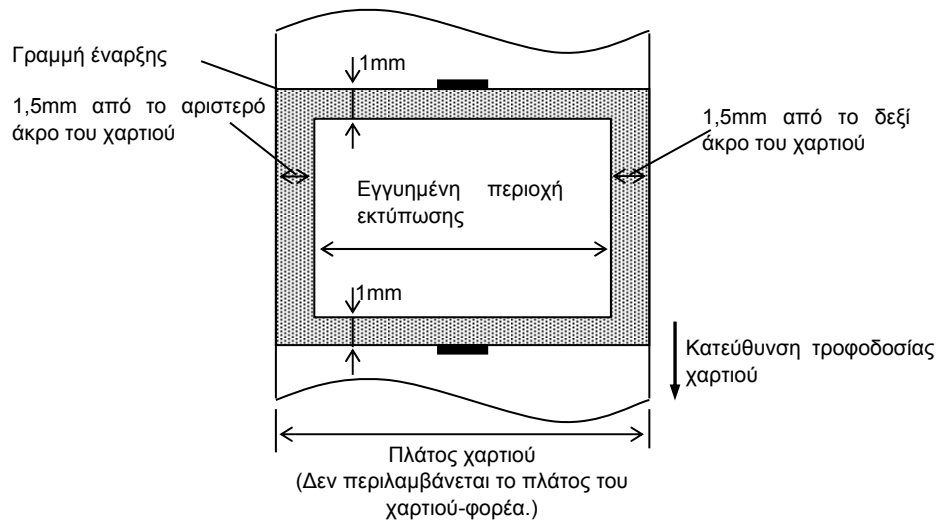 Γραμμή έναρξης
1mm
1,5mm από το αριστερό
άκρο του χαρτιού
1,5mm από το δεξί
άκρο του χαρτιού
Εγγυημένη περιοχή
εκτύπωσης
1mm
Κατεύθυνση τροφοδοσίας
χαρτιού
Πλάτος χαρτιού
(Δεν περιλαμβάνεται το πλάτος του
χαρτιού-φορέα.)